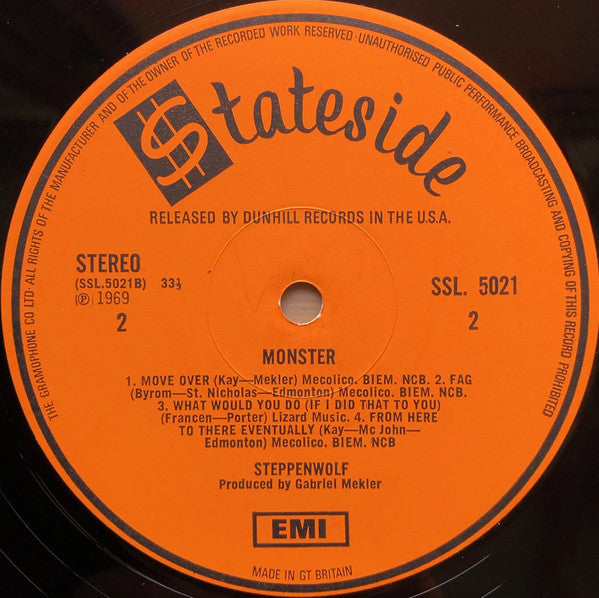 THE GRAMOPHONE CO LTD · ALL RIGHTS OF THE MANUFACTURER AND OF THE OWNER OF THE RECORDED WORK RESERVED · UNAUTHORISED PUBLIC PERFORMANCE BROADCASTING AND COPYING OF THIS RECORD PROHIBITED
$tateside
RELEASED BY DUNHILL RECORDS IN THE U.S.A.
STEREO
(SSL.5021B) 33⅓
Ⓟ 1969
2
SSL. 5021
2
MONSTER
1. MOVE OVER (Kay—Mekler) Mecolico. BIEM. NCB. 2. FAG
(Byrom—St. Nicholas—Edmonton) Mecolico. BIEM. NCB.
3. WHAT WOULD YOU DO (IF I DID THAT TO YOU)
(Francen—Porter) Lizard Music. 4. FROM HERE
TO THERE EVENTUALLY (Kay—Mc John—
Edmonton) Mecolico. BIEM. NCB
STEPPENWOLF
Produced by Gabriel Mekler
EMI
MADE IN GT. BRITAIN